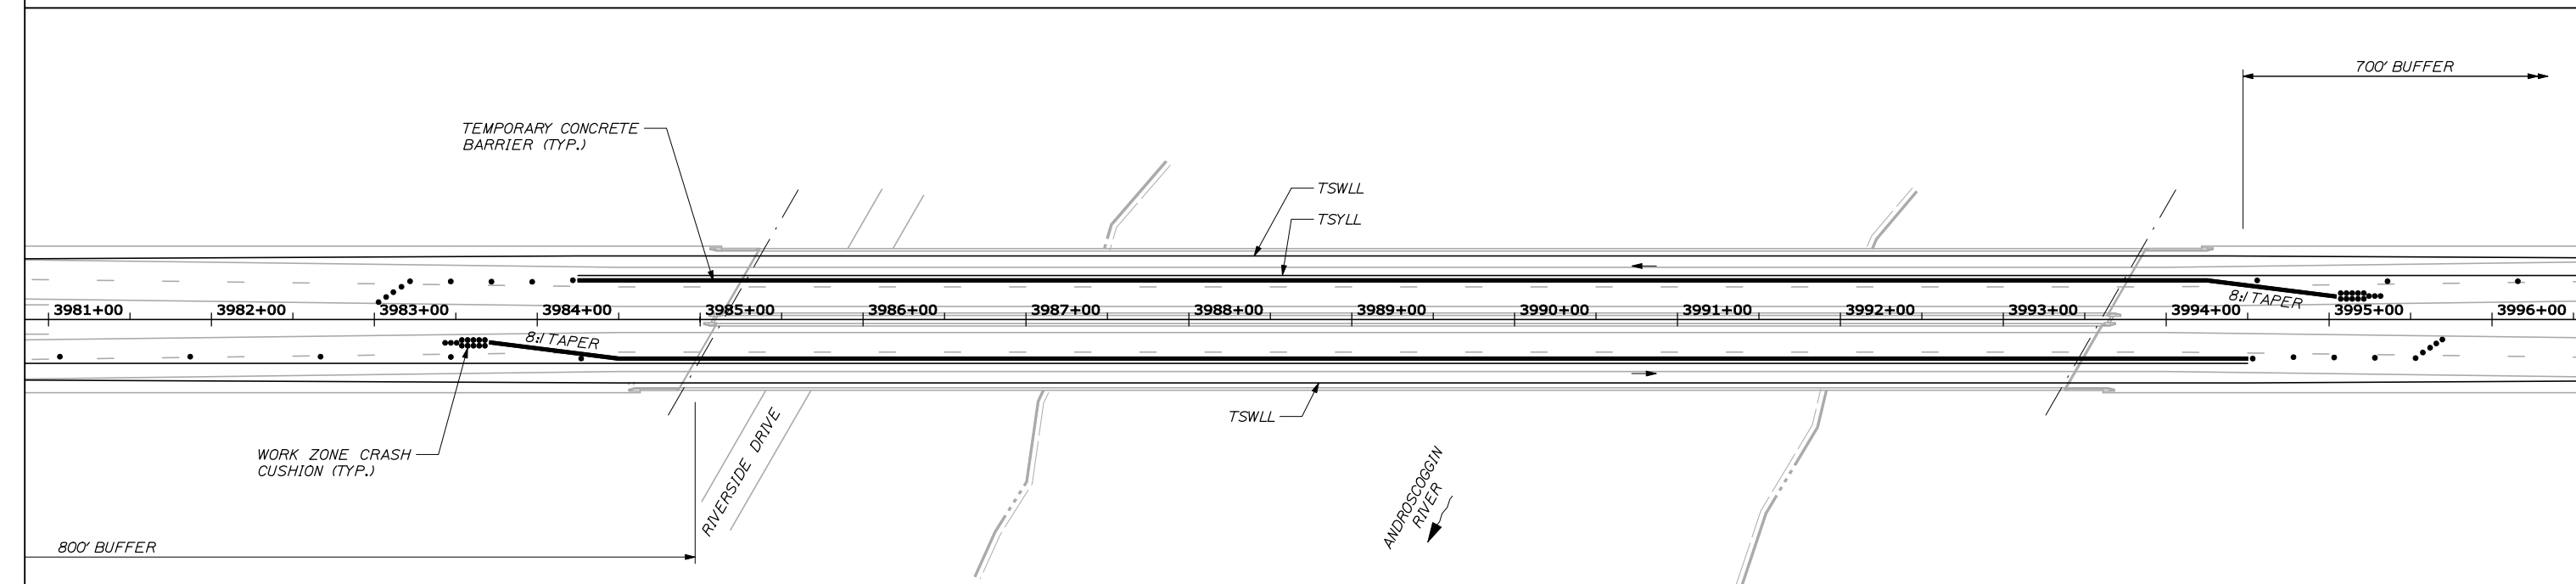 700' BUFFER
TEMPORARY CONCRETE
BARRIER (TYP.)
TSWLL
TSYLL
3981+00 3982+00 3983+00 3984+00 3985+00 3986+00 3987+00 3988+00 3989+00 3990+00 3991+00 3992+00 3993+00 3994+00 3995+00 3996+00
8:1 TAPER
8:1 TAPER
TSWLL
WORK ZONE CRASH
CUSHION (TYP.)
RIVERSIDE DRIVE
ANDROSCOGGIN
RIVER
800' BUFFER